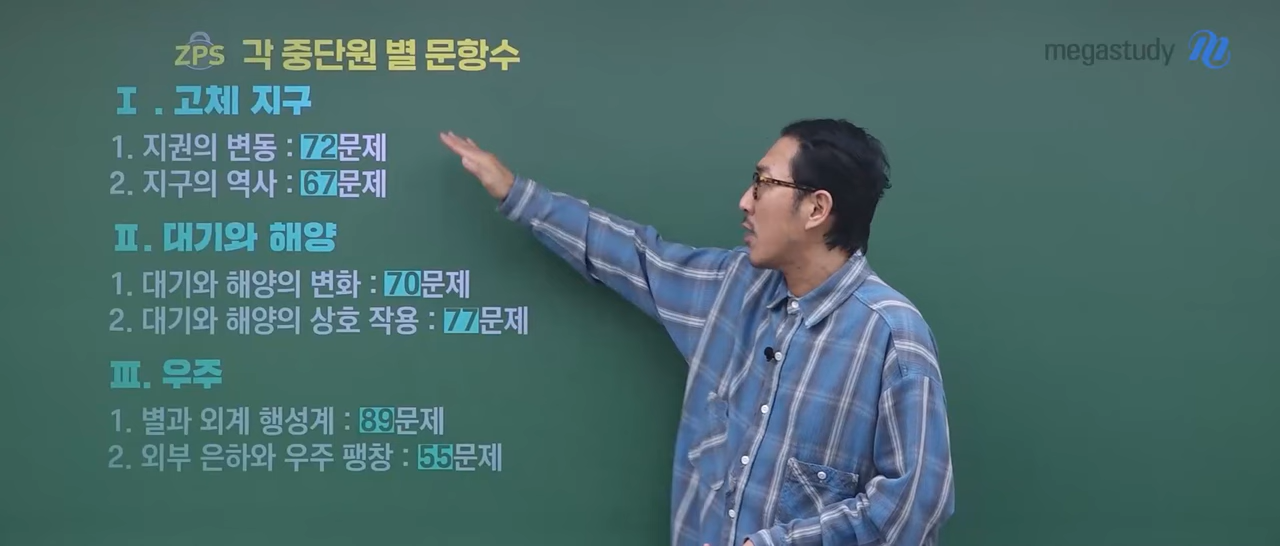 ZPS 각 중단원 별 문항수
megastudy
Ⅰ. 고체 지구
1. 지권의 변동 : 72문제
2. 지구의 역사 : 67문제
Ⅱ. 대기와 해양
1. 대기와 해양의 변화 : 70문제
2. 대기와 해양의 상호 작용 : 77문제
Ⅲ. 우주
1. 별과 외계 행성계 : 89문제
2. 외부 은하와 우주 팽창 : 55문제